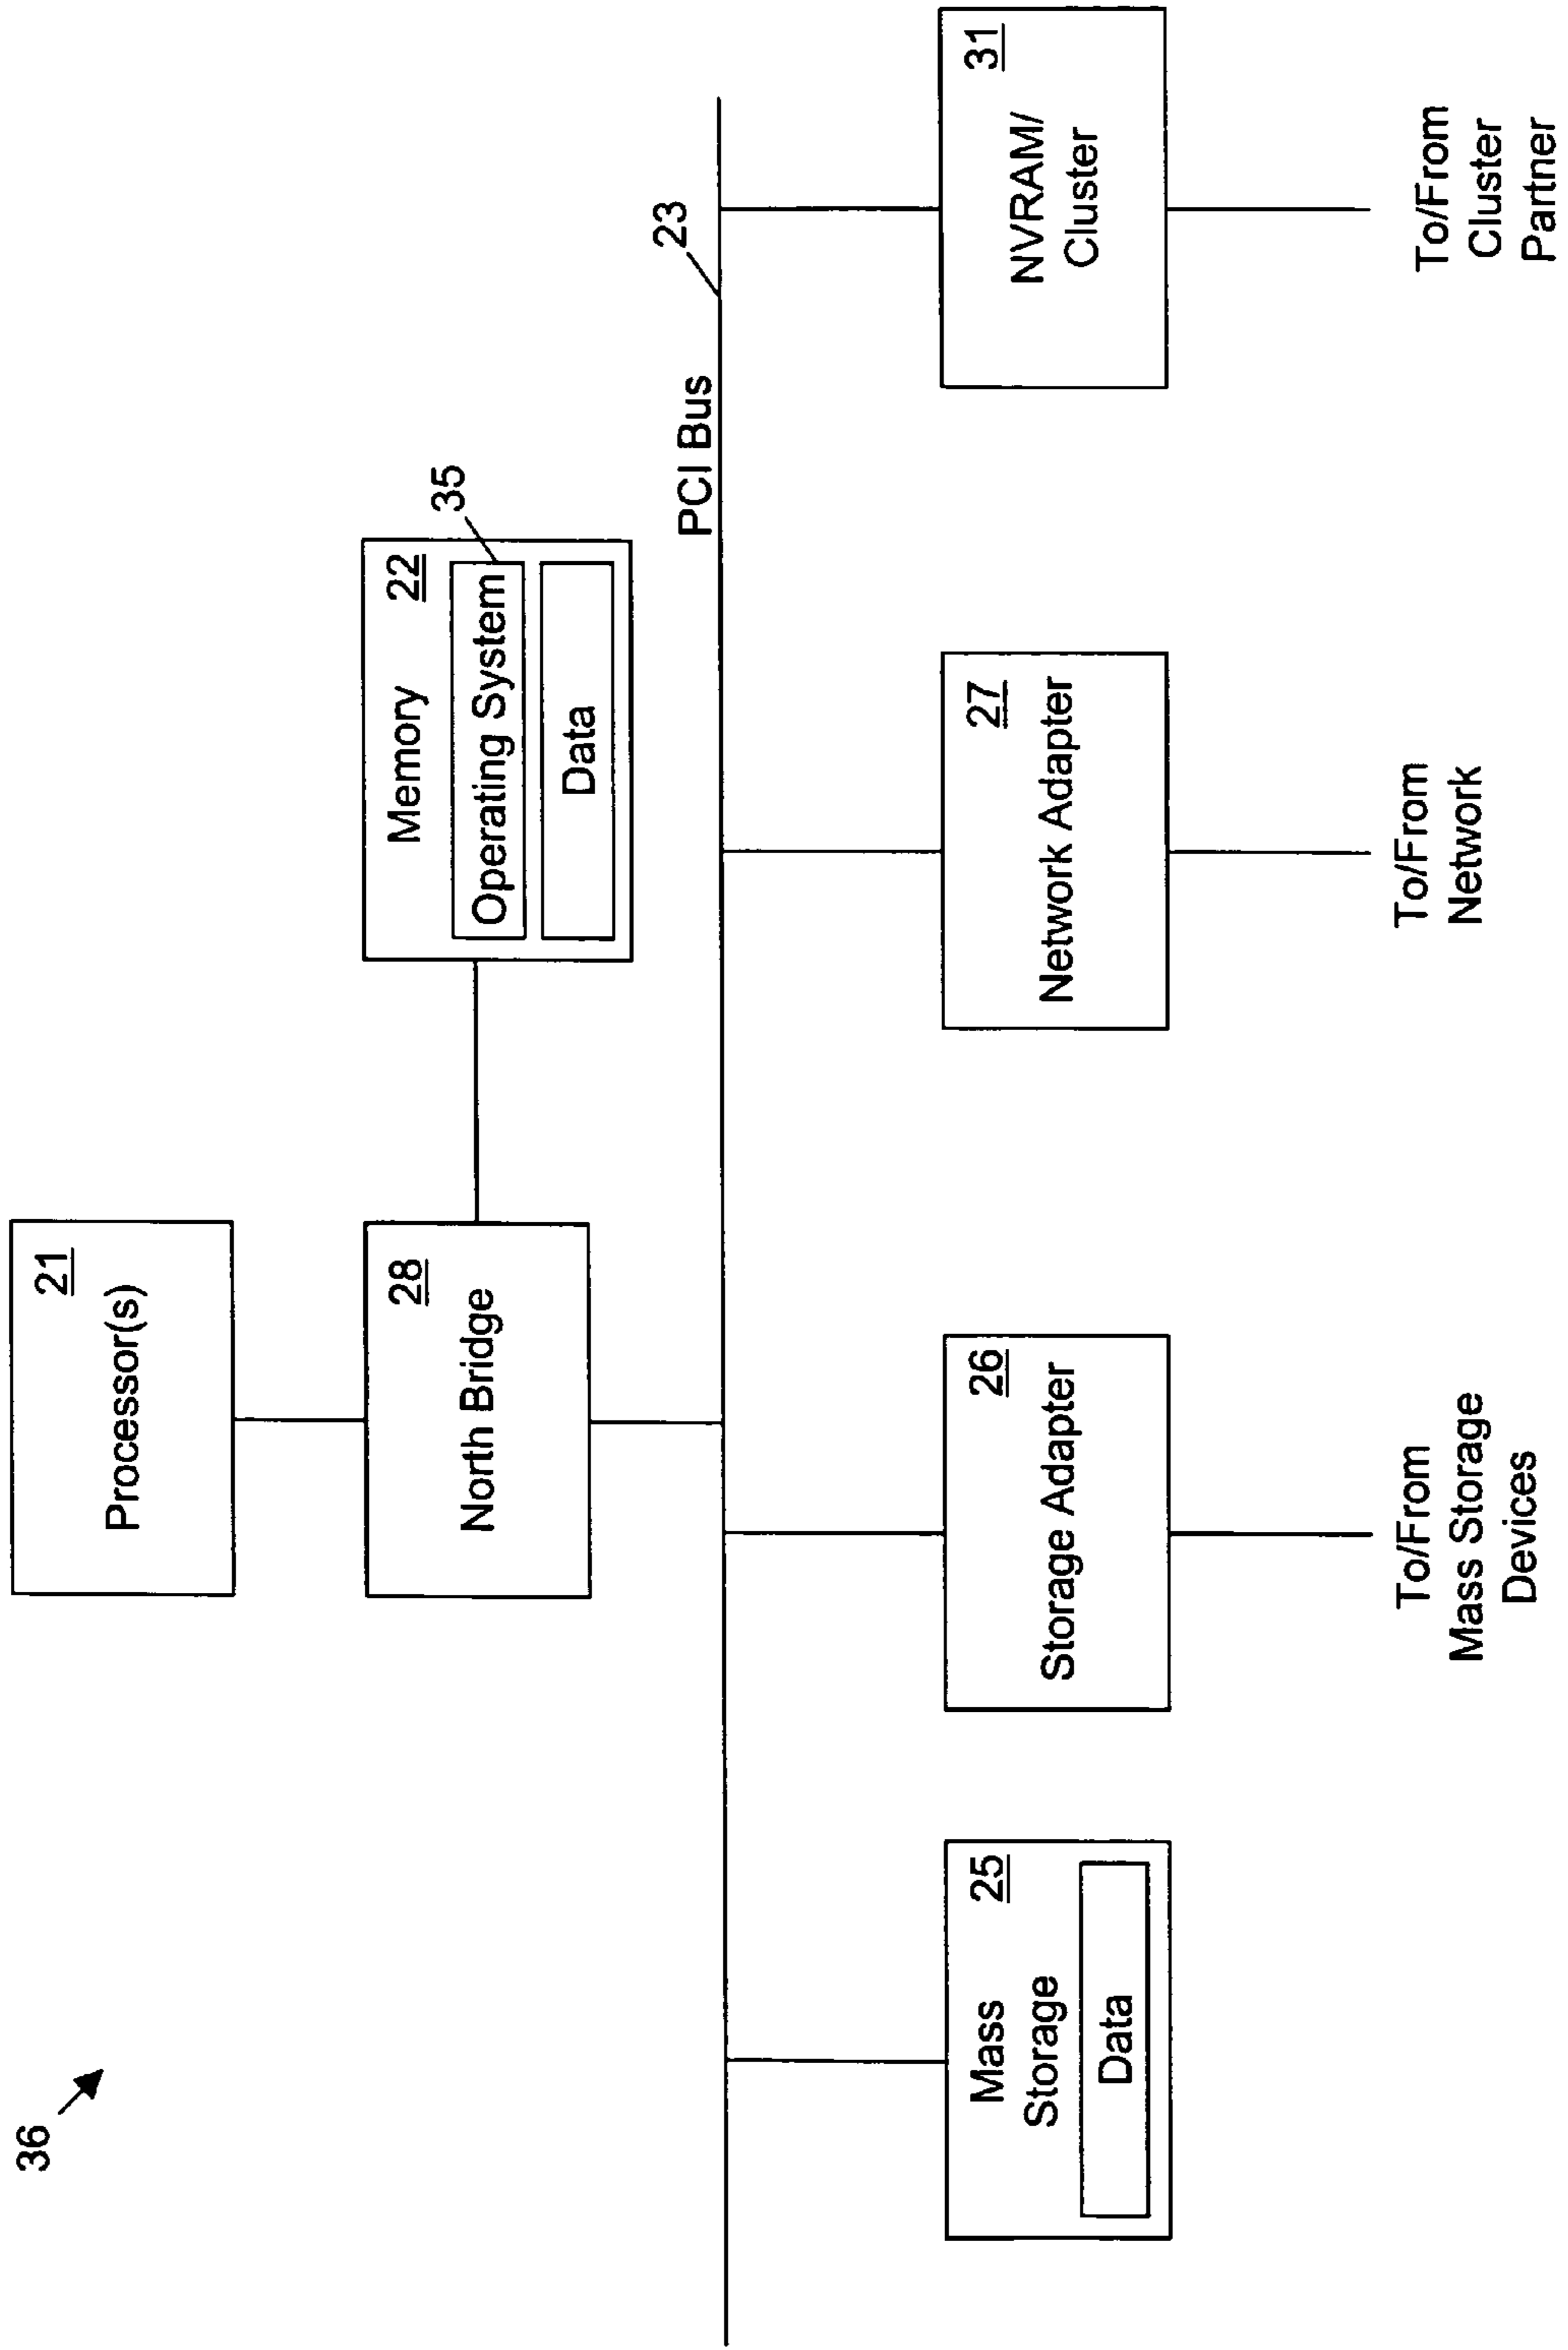 36
Processor(s)
21
North Bridge
28
Memory
22
Operating System
35
Data
PCI Bus
23
Mass
Storage
25
Data
Storage Adapter
26
Network Adapter
27
NVRAM/
Cluster
31
To/From
Mass Storage
Devices
To/From
Network
To/From
Cluster
Partner